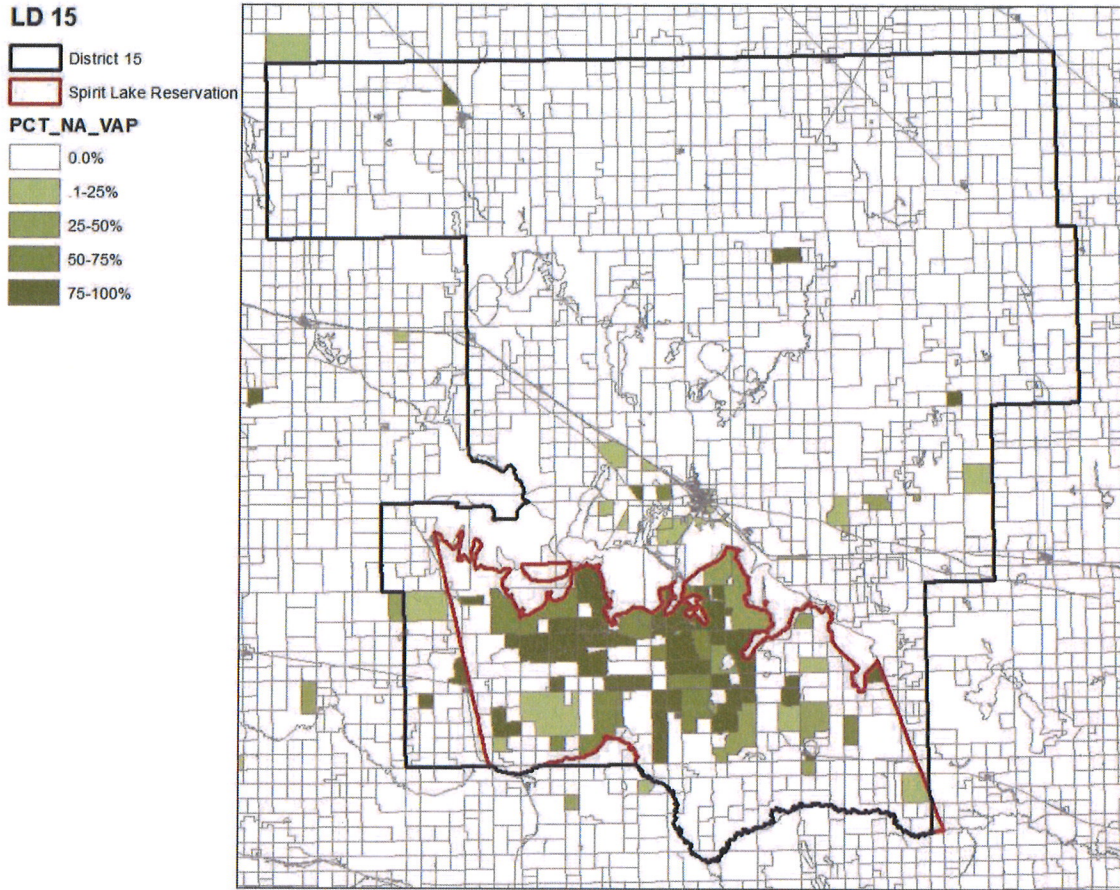 LD 15
District 15
Spirit Lake Reservation
PCT_NA_VAP
0.0%
.1-25%
25-50%
50-75%
75-100%